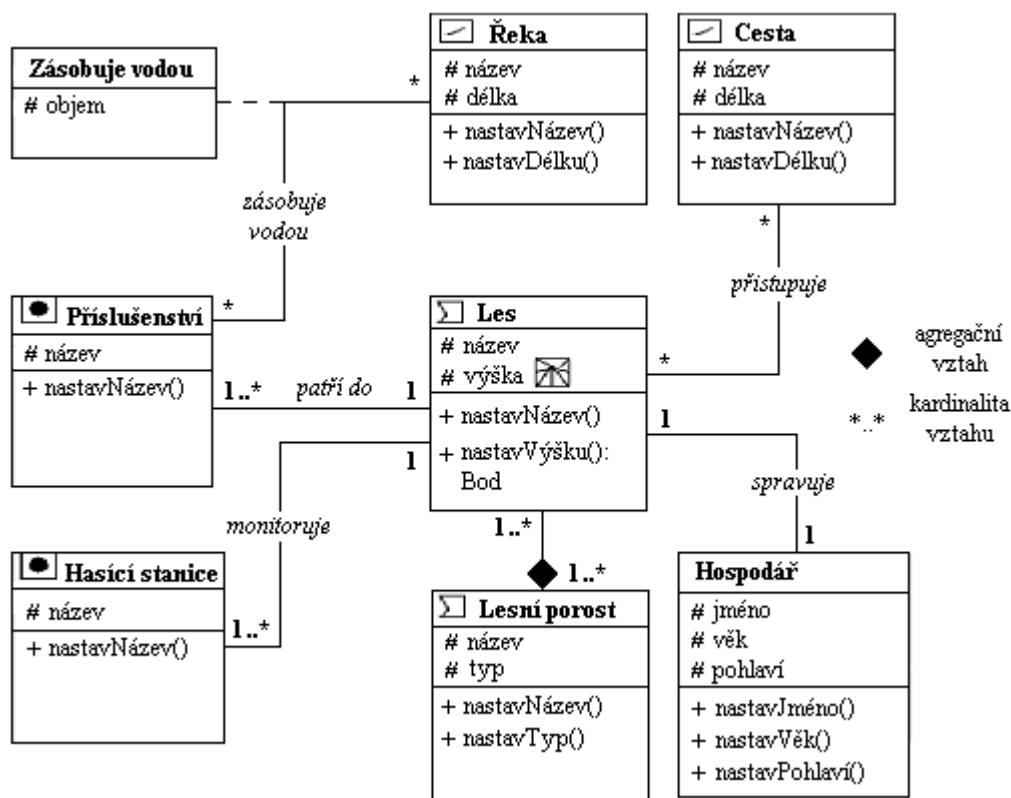 Zásobuje vodou
# objem
Řeka
# název
# délka
+ nastavNázev()
+ nastavDélku()
*
Cesta
# název
# délka
+ nastavNázev()
+ nastavDélku()
*
zásobuje
vodou
*
přistupuje
*
Příslušenství
# název
+ nastavNázev()
1..*
patří do
1
Les
# název
# výška
+ nastavNázev()
+ nastavVýšku():
Bod
1
1
1..*
agregační
vztah
*..*
kardinalita
vztahu
monitoruje
spravuje
1
Hasící stanice
# název
+ nastavNázev()
1..*
1..*
Lesní porost
# název
# typ
+ nastavNázev()
+ nastavTyp()
Hospodář
# jméno
# věk
# pohlaví
+ nastavJméno()
+ nastavVěk()
+ nastavPohlaví()